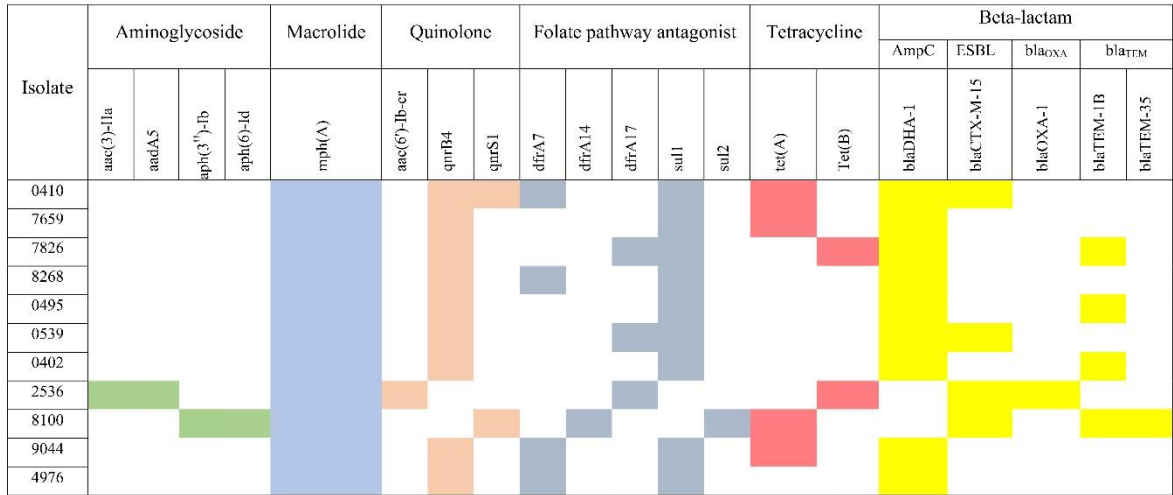 Isolate
Aminoglycoside Macrolide Quinolone Folate pathway antagonist Tetracycline Beta-lactam
AmpC ESBL blaOXA blaTEM
aac(3)-IIa aadA5 aph(3'')-Ib aph(6)-Id mph(A) aac(6')-Ib-cr qnrB4 qnrS1 dfrA7 dfrA14 dfrA17 sul1 sul2 tet(A) Tet(B) blaDHA-1 blaCTX-M-15 blaOXA-1 blaTEM-1B blaTEM-35
0410
7659
7826
8268
0495
0539
0402
2536
8100
9044
4976